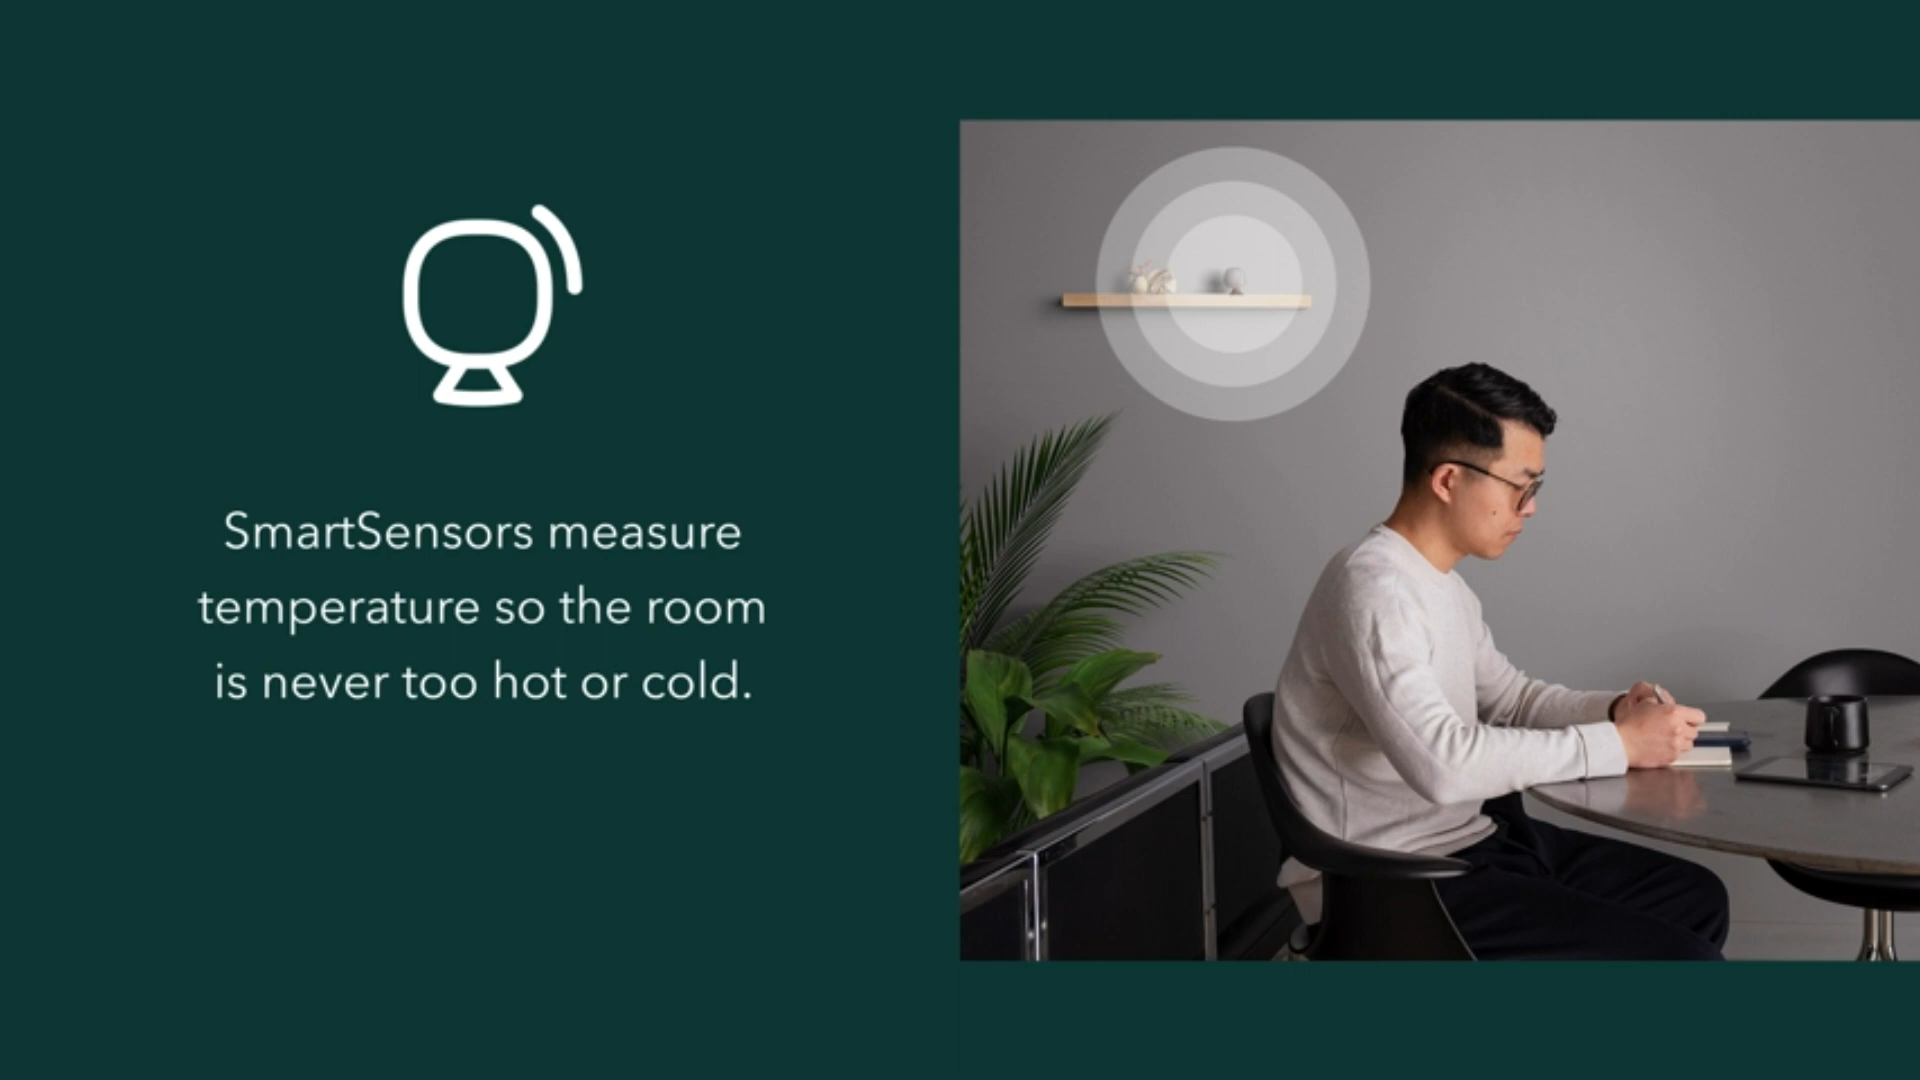 SmartSensors measure
temperature so the room
is never too hot or cold.